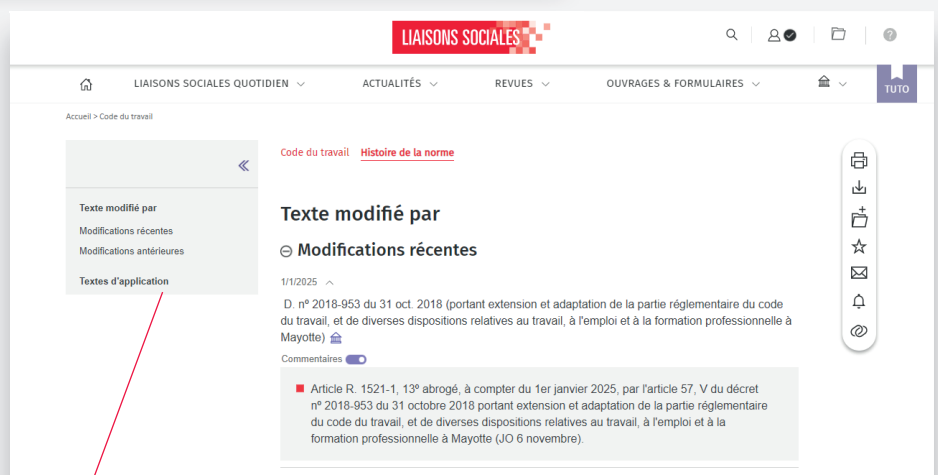 LIAISONS SOCIALES
LIAISONS SOCIALES QUOTIDIEN
ACTUALITÉS
REVUES
OUVRAGES & FORMULAIRES
TUTO
Accueil > Code du travail
Code du travail Histoire de la norme
Texte modifié par
Modifications récentes
Modifications antérieures
Textes d'application
Texte modifié par
Modifications récentes
1/1/2025
D. nº 2018-953 du 31 oct. 2018 (portant extension et adaptation de la partie réglementaire du code
du travail, et de diverses dispositions relatives au travail, à l'emploi et à la formation professionnelle à
Mayotte)
Commentaires
Article R. 1521-1, 13º abrogé, à compter du 1er janvier 2025, par l'article 57, V du décret
nº 2018-953 du 31 octobre 2018 portant extension et adaptation de la partie réglementaire
du code du travail, et de diverses dispositions relatives au travail, à l'emploi et à la
formation professionnelle à Mayotte (JO 6 novembre).